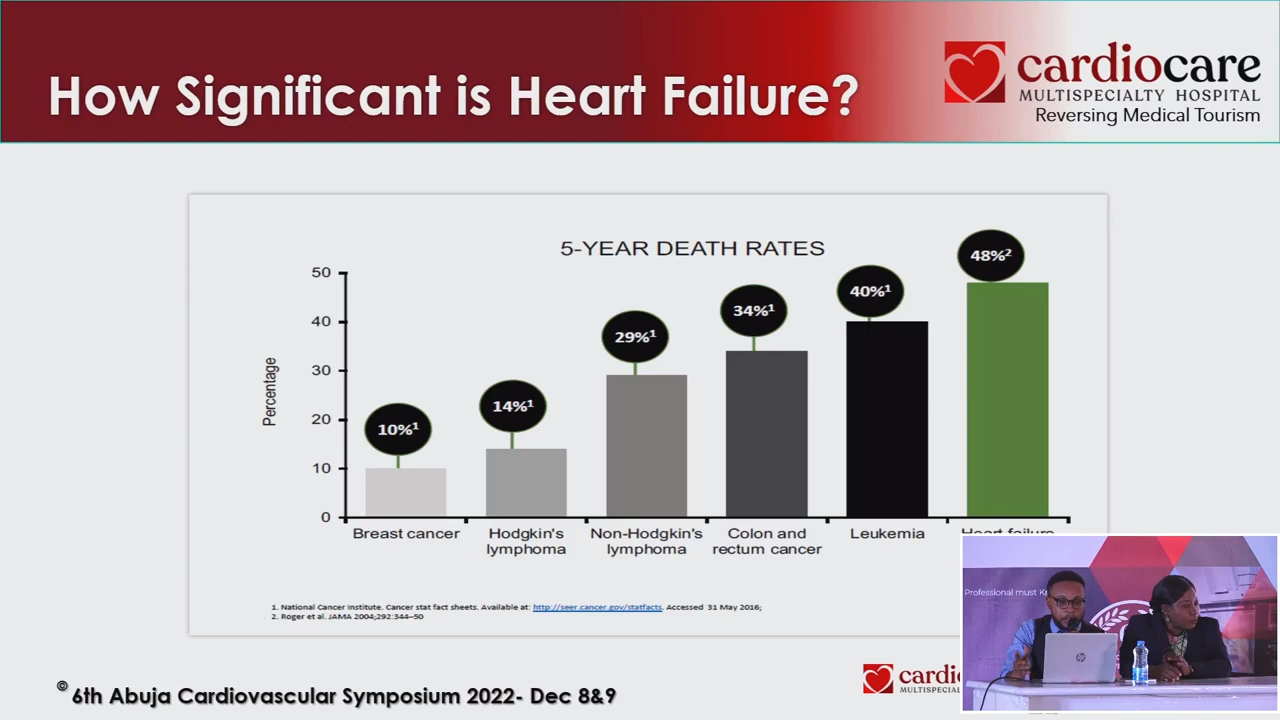 How Significant is Heart Failure?
cardiocare
MULTISPECIALTY HOSPITAL
Reversing Medical Tourism
5-YEAR DEATH RATES
Percentage
50
40
30
20
10
0
10%¹
14%¹
29%¹
34%¹
40%¹
48%²
Breast cancer
Hodgkin's
lymphoma
Non-Hodgkin's
lymphoma
Colon and
rectum cancer
Leukemia
Heart failure
1. National Cancer Institute. Cancer stat fact sheets. Available at: http://seer.cancer.gov/statfacts. Accessed 31 May 2016;
2. Roger et al. JAMA 2004;292:344–50
Professional must
© 6th Abuja Cardiovascular Symposium 2022- Dec 8&9
cardio
MULTISPECIAL
hp